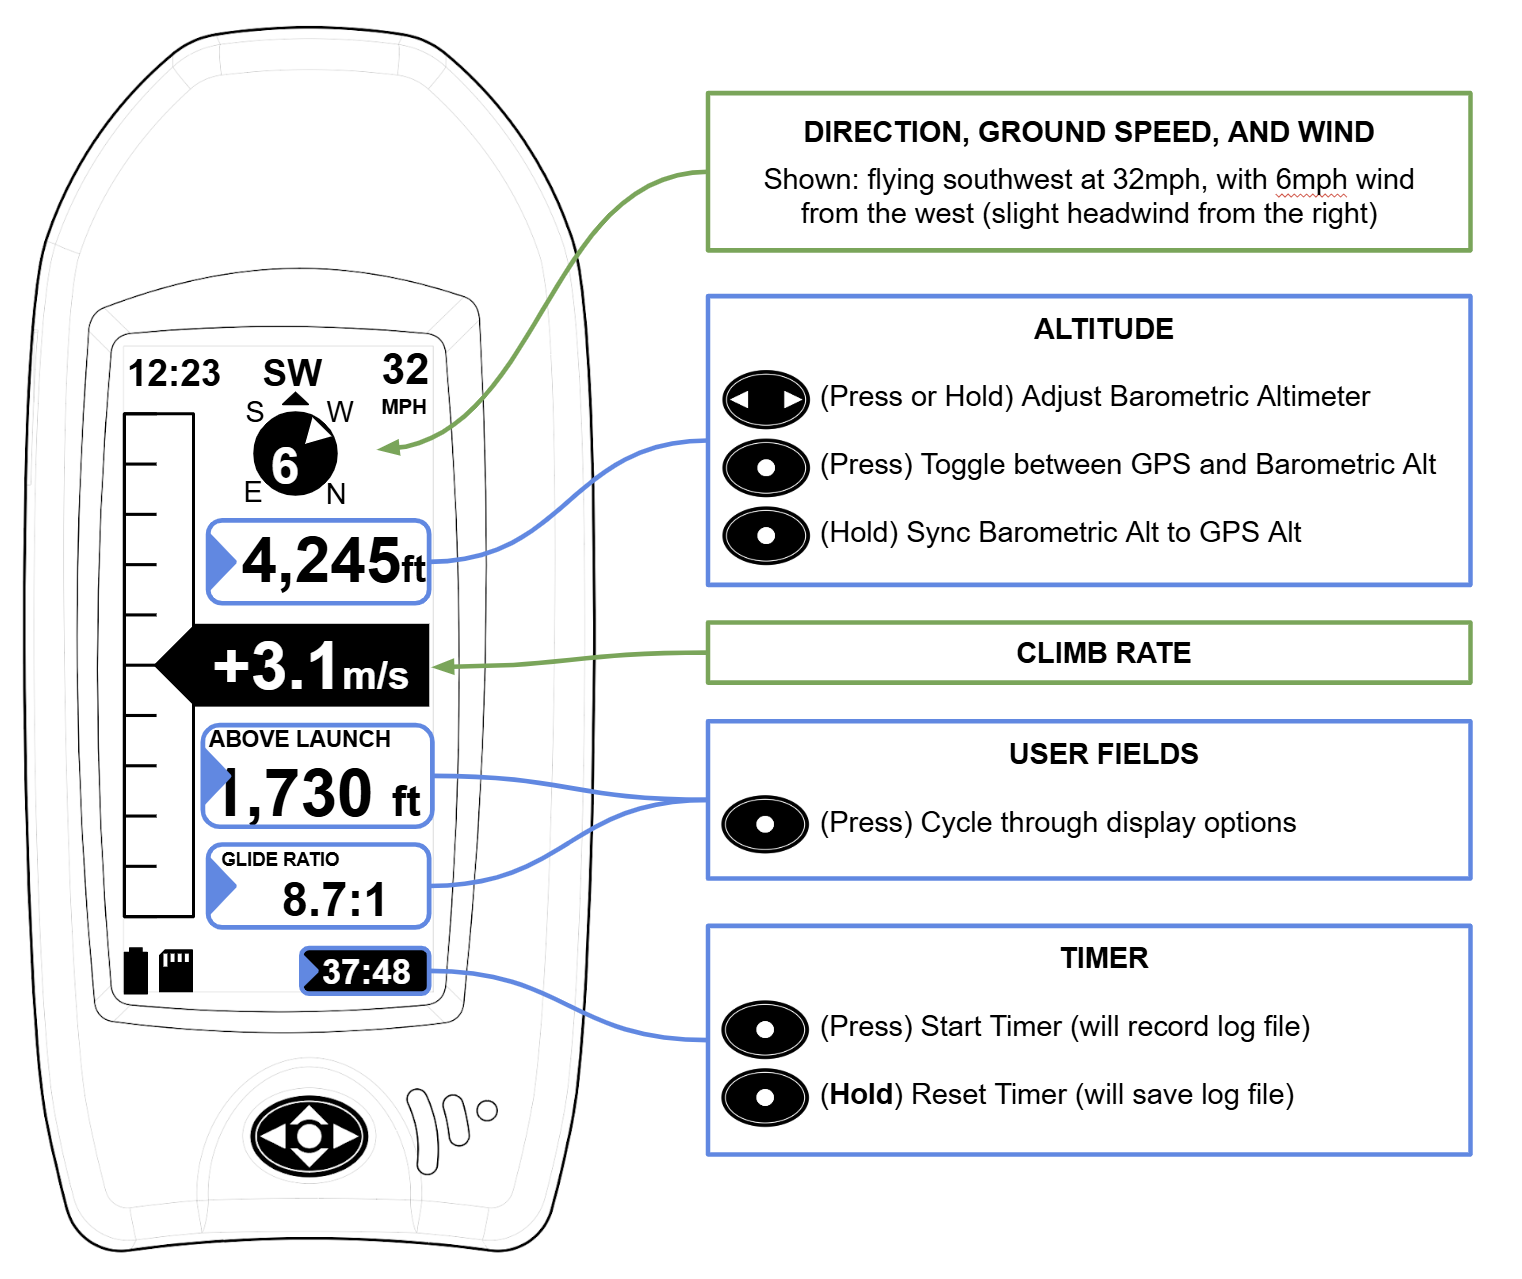 12:23
SW
32
MPH
S
W
6
E
N
4,245ft
+3.1m/s
ABOVE LAUNCH
1,730 ft
GLIDE RATIO
8.7:1
37:48
DIRECTION, GROUND SPEED, AND WIND
Shown: flying southwest at 32mph, with 6mph wind
from the west (slight headwind from the right)
ALTITUDE
(Press or Hold) Adjust Barometric Altimeter
(Press) Toggle between GPS and Barometric Alt
(Hold) Sync Barometric Alt to GPS Alt
CLIMB RATE
USER FIELDS
(Press) Cycle through display options
TIMER
(Press) Start Timer (will record log file)
(Hold) Reset Timer (will save log file)